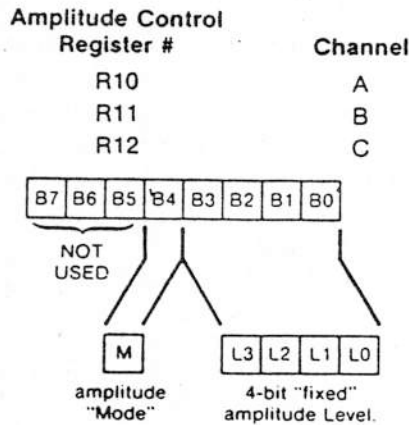 Amplitude Control
Register # Channel
R10 A
R11 B
R12 C
B7 B6 B5 B4 B3 B2 B1 B0
NOT
USED
M L3 L2 L1 L0
amplitude 4-bit "fixed"
"Mode" amplitude Level.